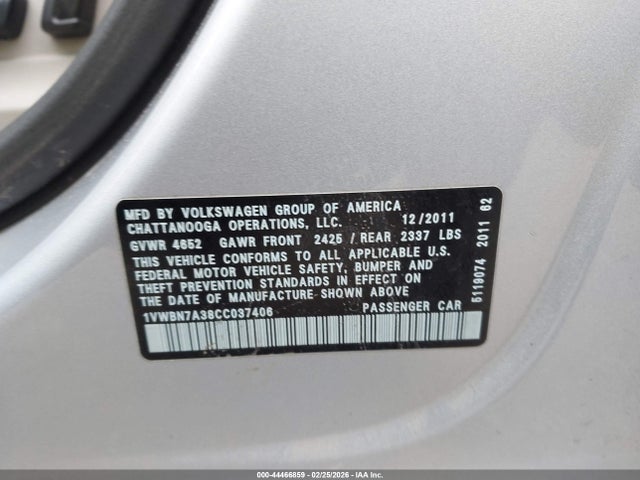 MFD BY VOLKSWAGEN GROUP OF AMERICA
CHATTANOOGA OPERATIONS, LLC. 12/2011
GVWR 4652 GAWR FRONT 2425 / REAR 2337 LBS
THIS VEHICLE CONFORMS TO ALL APPLICABLE U.S.
FEDERAL MOTOR VEHICLE SAFETY, BUMPER AND
THEFT PREVENTION STANDARDS IN EFFECT ON
THE DATE OF MANUFACTURE SHOWN ABOVE
1VWBN7A38CC037406 PASSENGER CAR
5119074 2011 62
000-44466859 - 02/25/2026 - IAA Inc.